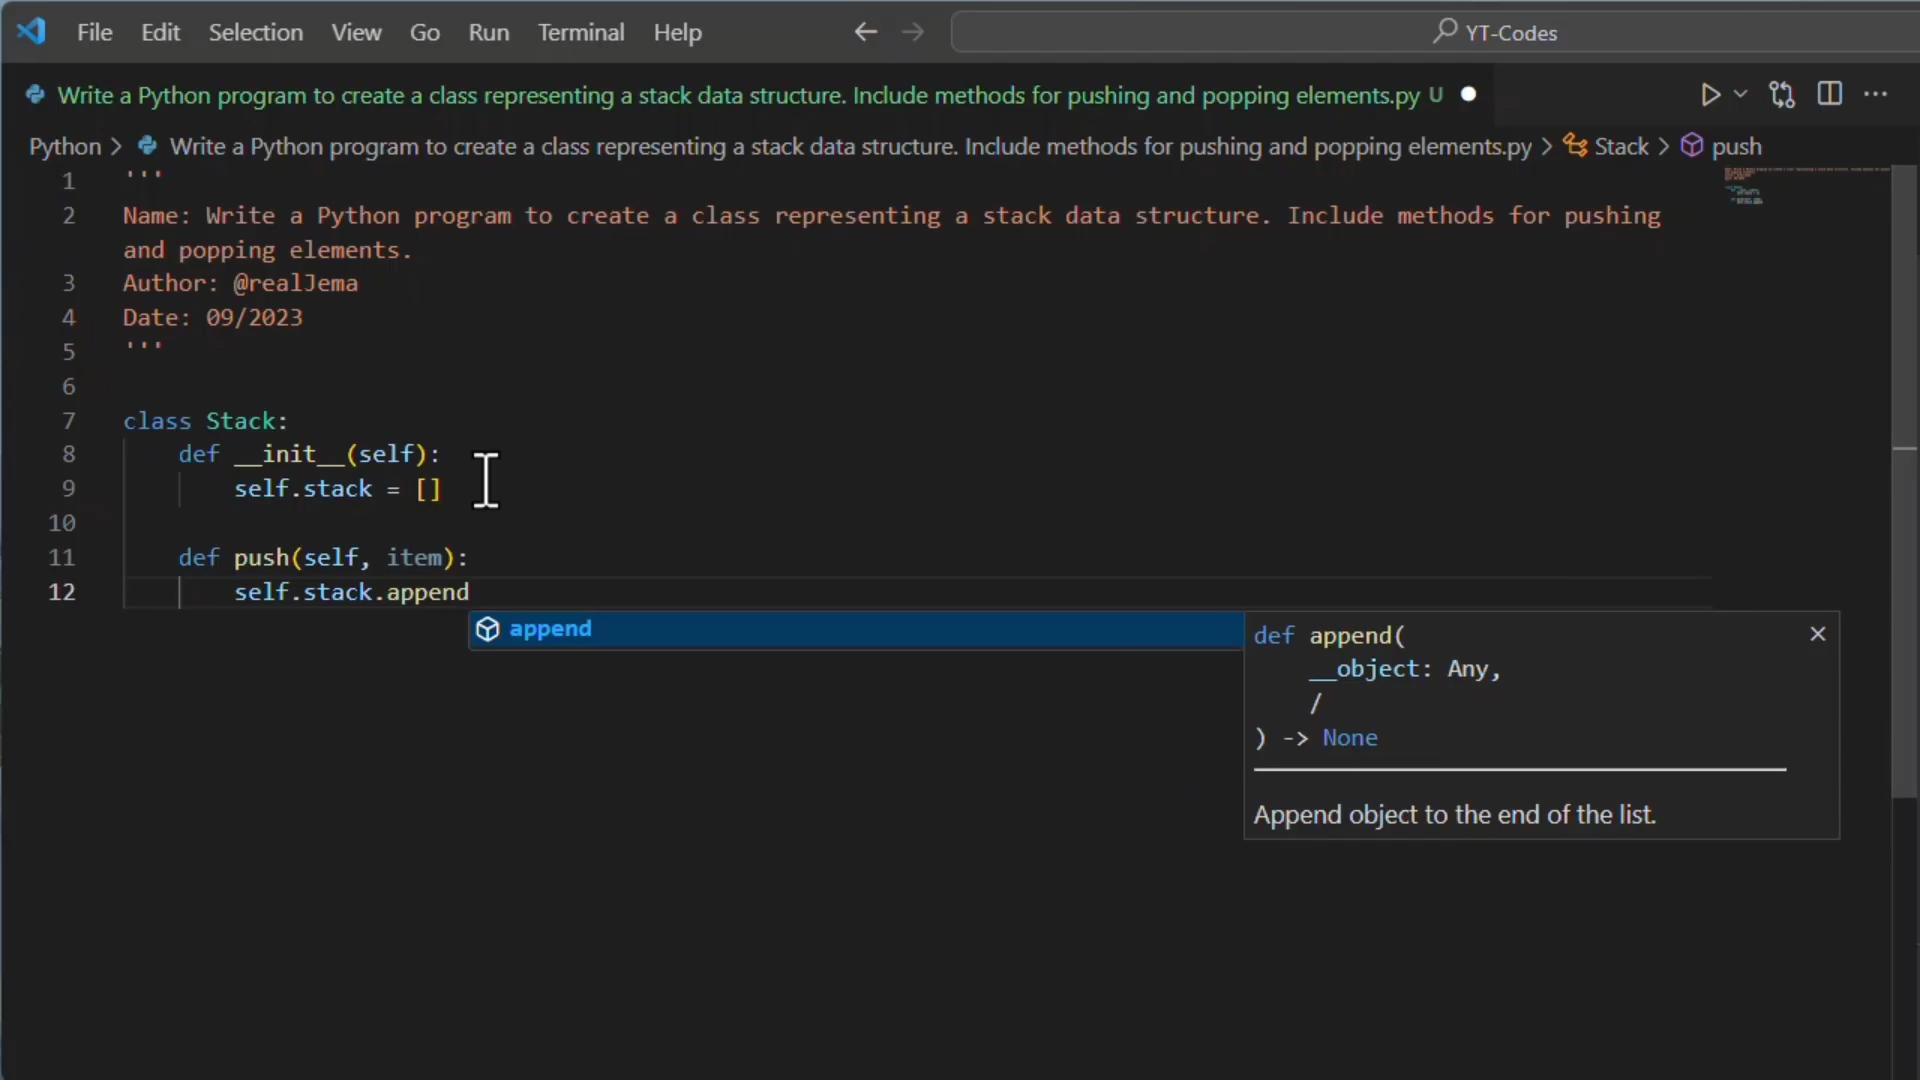 File Edit Selection View Go Run Terminal Help YT-Codes
Write a Python program to create a class representing a stack data structure. Include methods for pushing and popping elements.py U
Python > Write a Python program to create a class representing a stack data structure. Include methods for pushing and popping elements.py > Stack > push
1 '''
2 Name: Write a Python program to create a class representing a stack data structure. Include methods for pushing
and popping elements.
3 Author: @realJema
4 Date: 09/2023
5 '''
6
7 class Stack:
8 def __init__(self):
9 self.stack = []
10
11 def push(self, item):
12 self.stack.append
append
def append(
__object: Any,
/
) -> None
Append object to the end of the list.